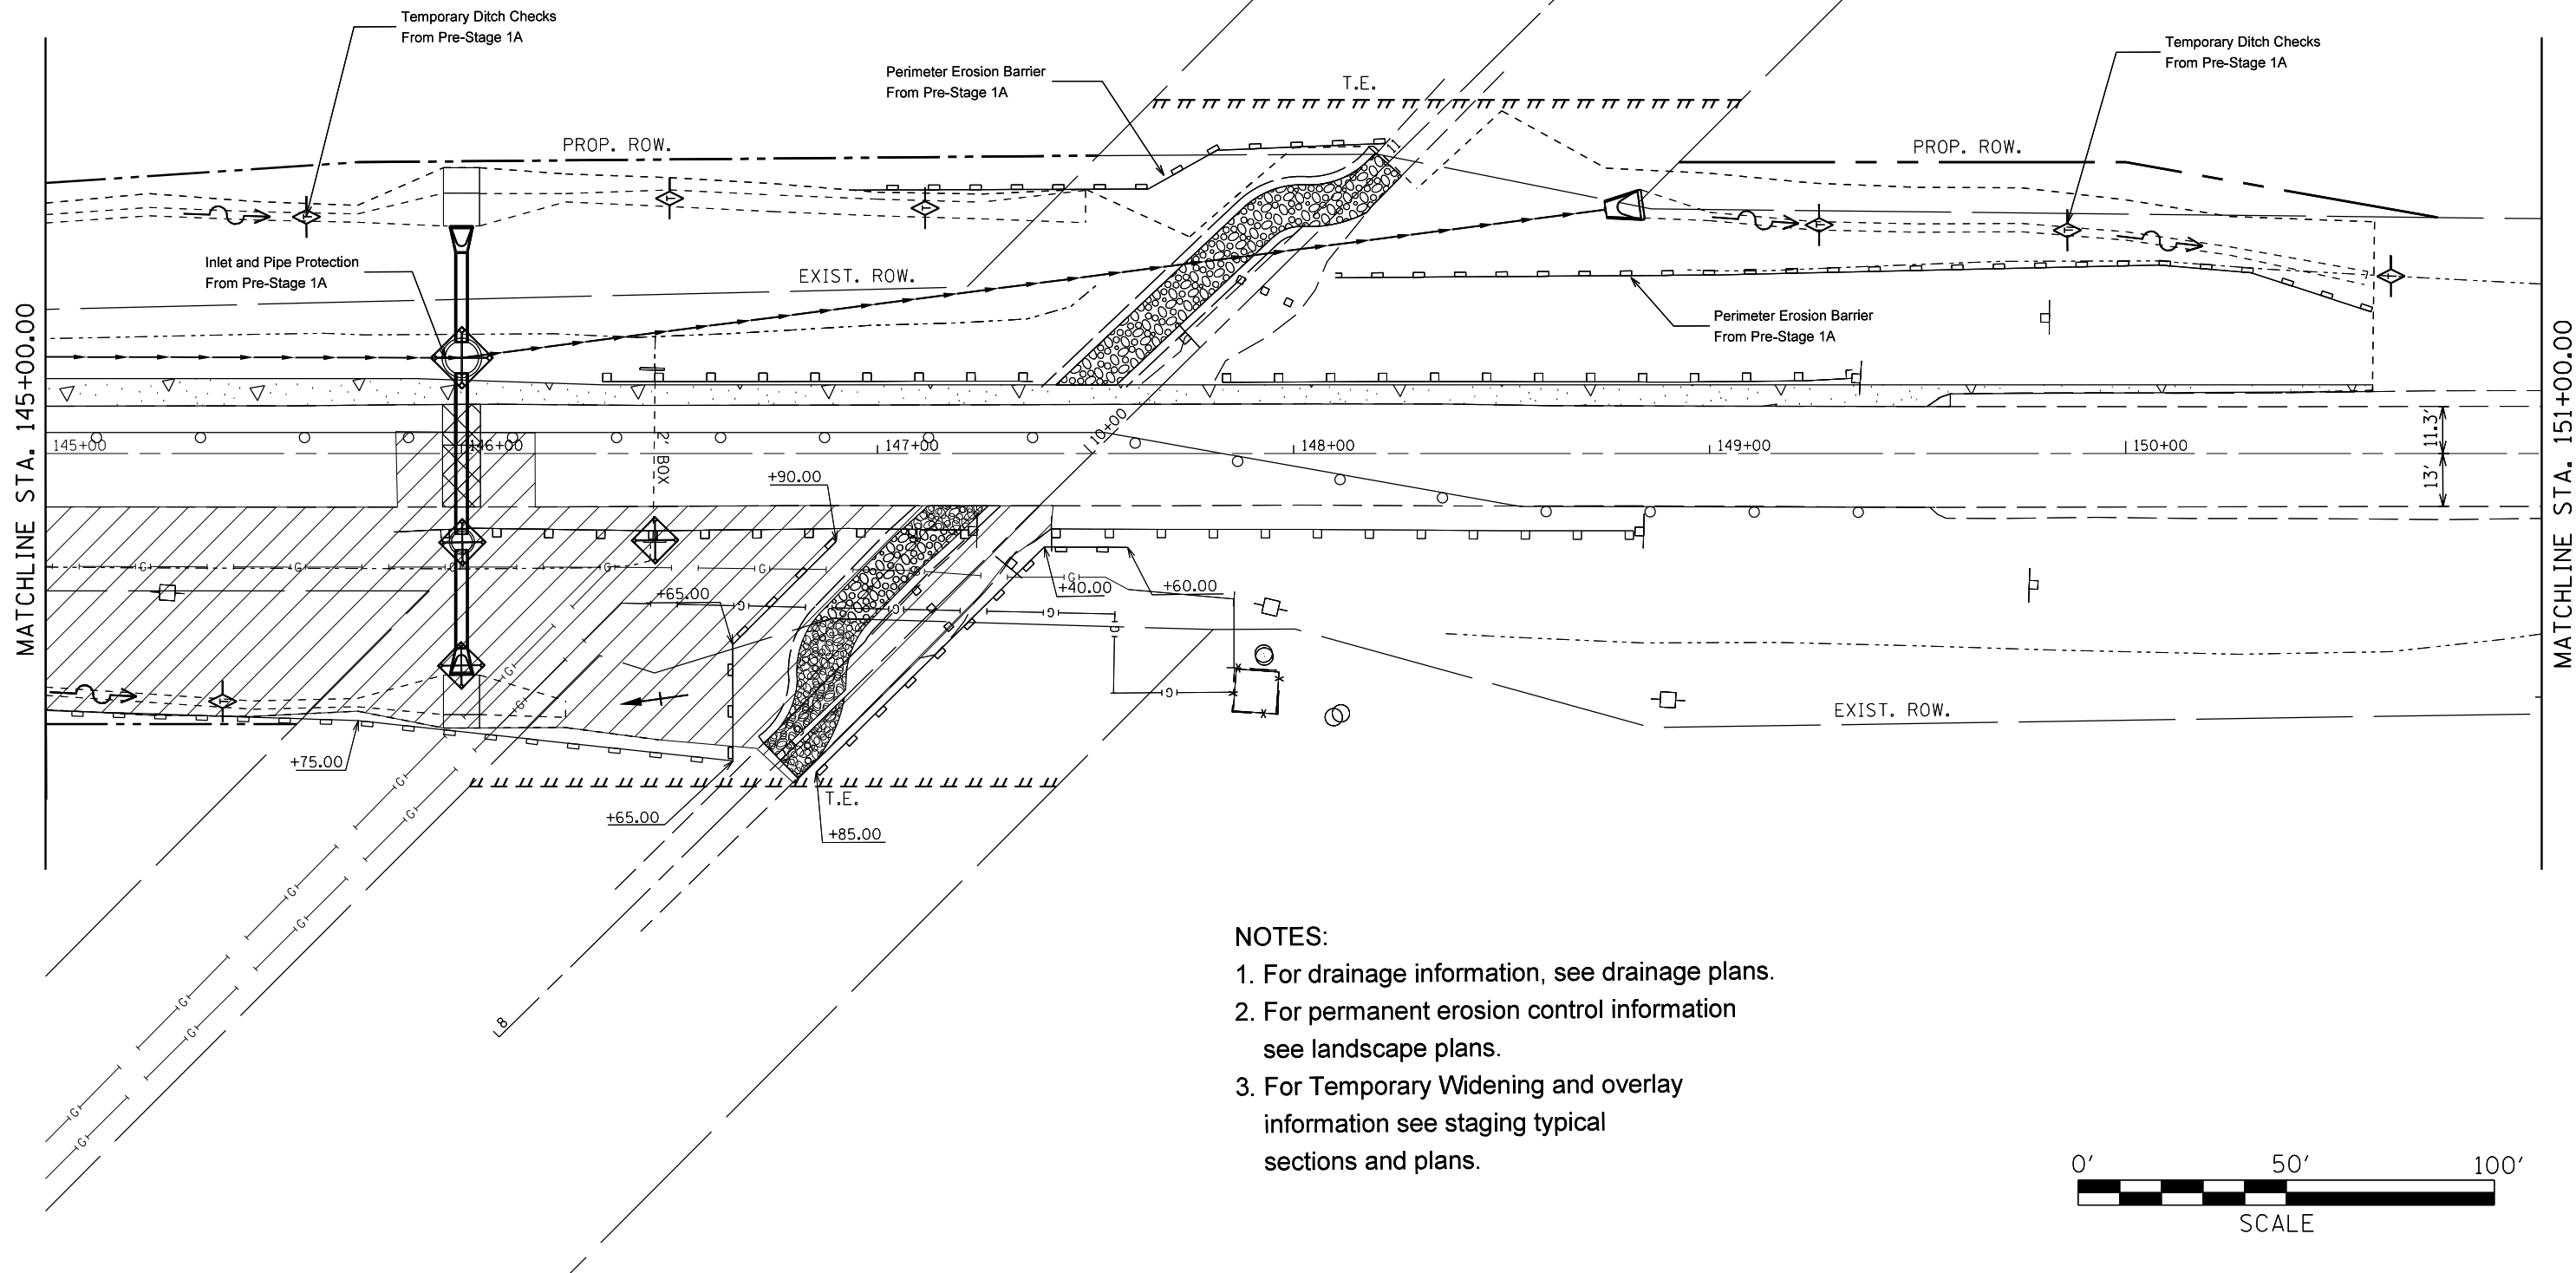 Temporary Ditch Checks
From Pre-Stage 1A
Temporary Ditch Checks
From Pre-Stage 1A
Perimeter Erosion Barrier
From Pre-Stage 1A
T.E.
PROP. ROW.
PROP. ROW.
Inlet and Pipe Protection
From Pre-Stage 1A
EXIST. ROW.
Perimeter Erosion Barrier
From Pre-Stage 1A
MATCHLINE STA. 145+00.00
MATCHLINE STA. 151+00.00
145+00
146+00
147+00
10+00
148+00
149+00
150+00
11.3'
13'
2' BOX
+90.00
+65.00
+40.00
+60.00
G
G
G
G
G
G
G
G
G
G
G
G
G
G
EXIST. ROW.
+75.00
+65.00
T.E.
+85.00
G
G
G
G
G
G
G
G
G
G
8
NOTES:
1. For drainage information, see drainage plans.
2. For permanent erosion control information
see landscape plans.
3. For Temporary Widening and overlay
information see staging typical
sections and plans.
0' 50' 100'
SCALE